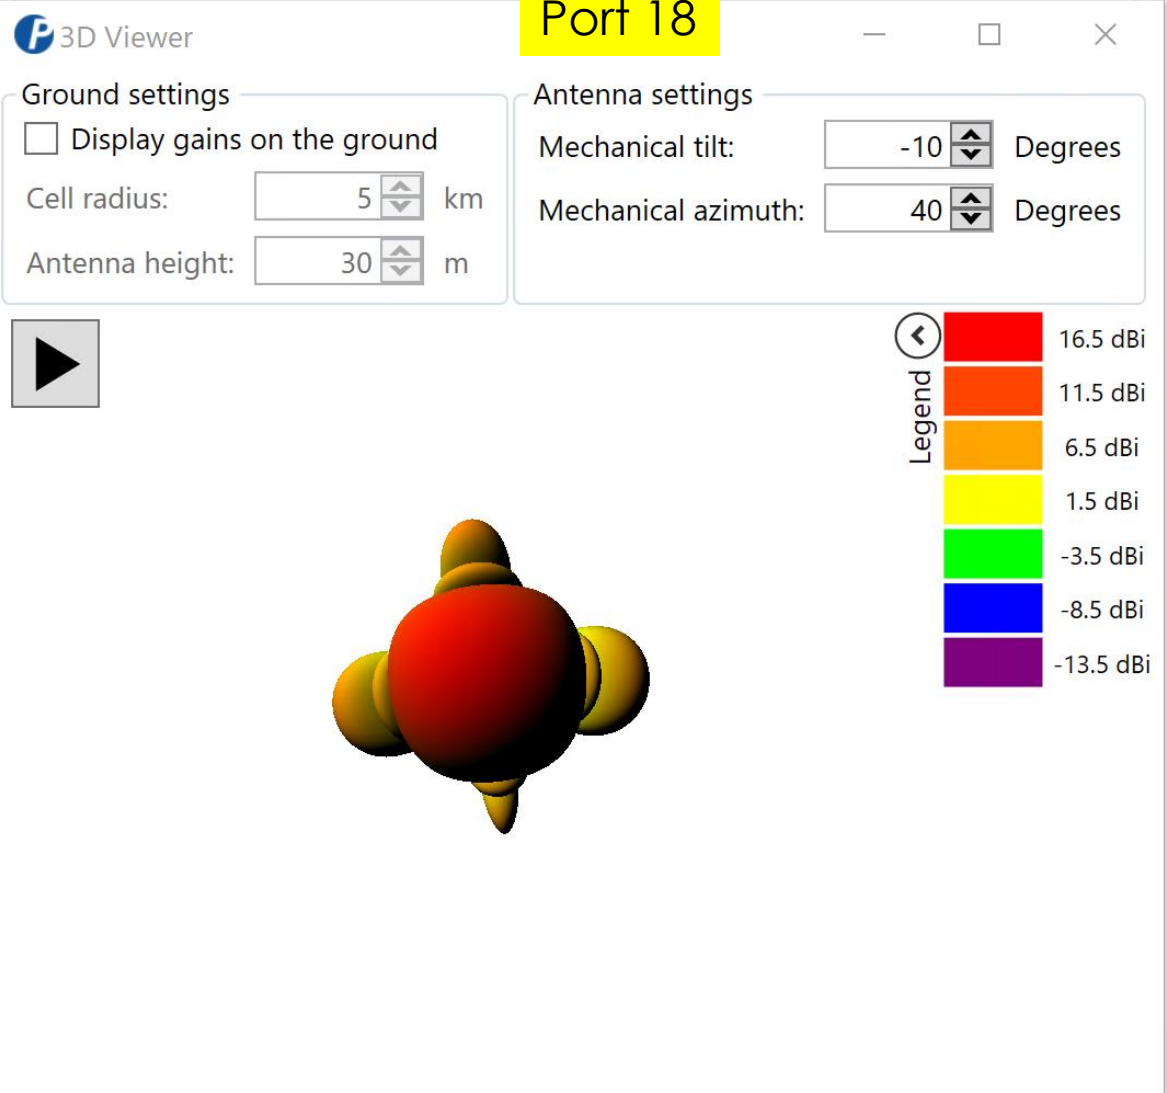 Port 18
3D Viewer
Ground settings
Display gains on the ground
Cell radius: 5 km
Antenna height: 30 m
Antenna settings
Mechanical tilt: -10 Degrees
Mechanical azimuth: 40 Degrees
Legend
16.5 dBi
11.5 dBi
6.5 dBi
1.5 dBi
-3.5 dBi
-8.5 dBi
-13.5 dBi